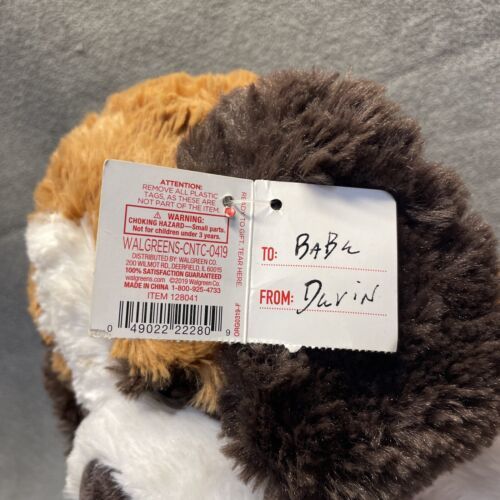 ATTENTION:
REMOVE ALL PLASTIC
TAGS, AS THESE ARE
NOT PART OF THE ITEM.
WARNING:
CHOKING HAZARD—Small parts.
Not for children under 3 years.
WALGREENS-CNTC-0419
DISTRIBUTED BY: WALGREEN CO.
200 WILMOT RD., DEERFIELD, IL 60015
100% SATISFACTION GUARANTEED
walgreens.com ©2019 Walgreen Co.
MADE IN CHINA 1-800-925-4733
ITEM 128041
0 49022 22280 9
ORG0319-F
READY TO GIFT, TEAR HERE
TO: BABE
FROM: DUVIN